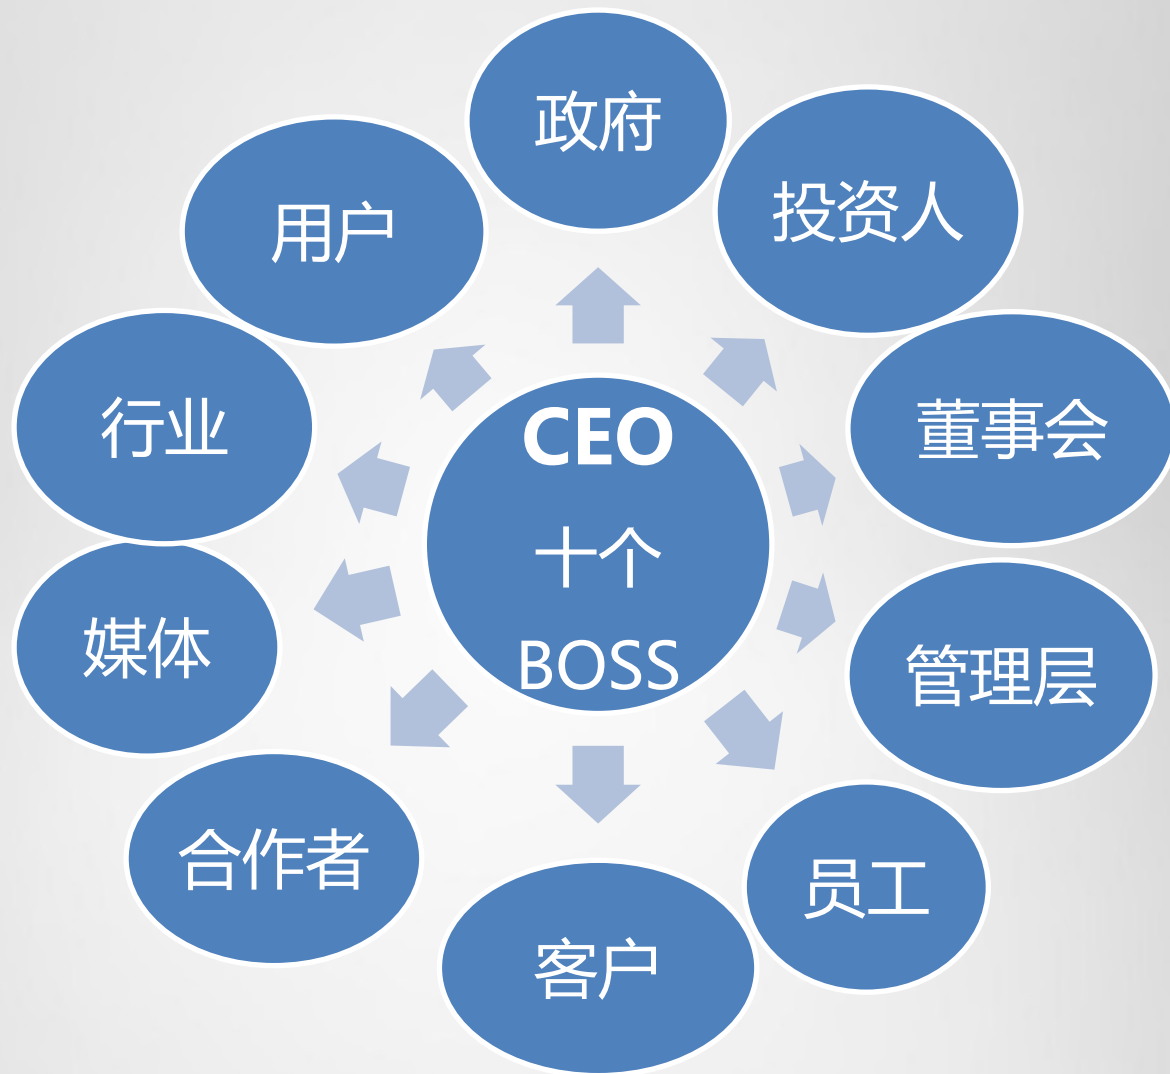 政府
投资人
董事会
管理层
员工
客户
合作者
媒体
行业
用户
CEO
十个
BOSS